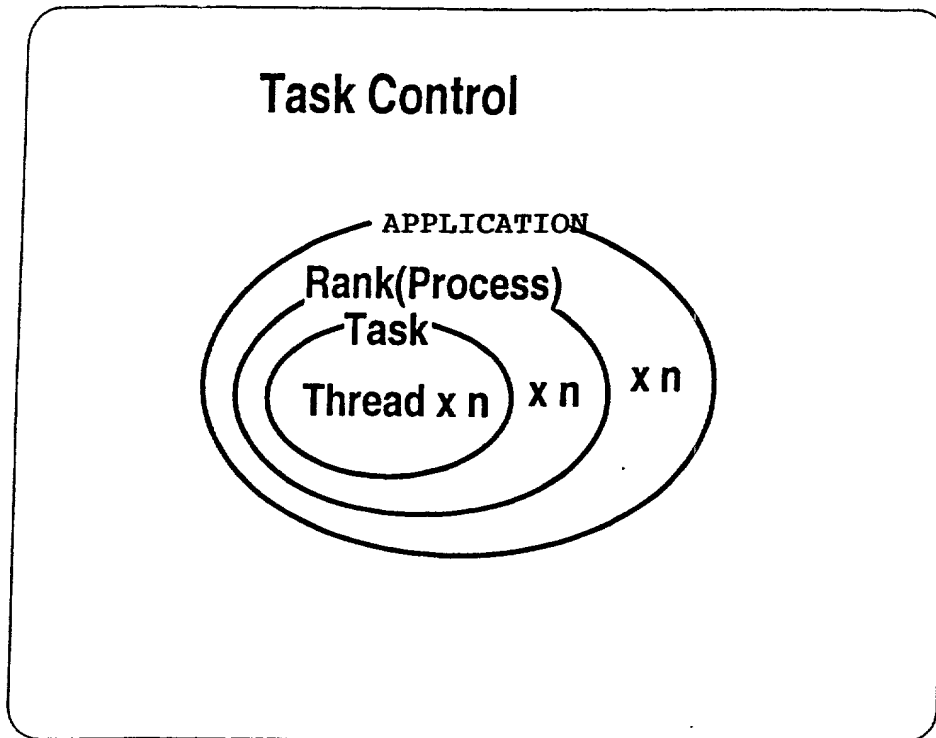 Task Control
APPLICATION
Rank(Process)
Task
Thread x n
x n
x n